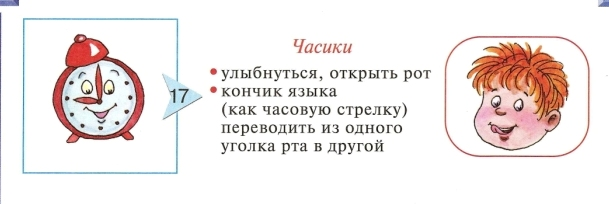 Часики
17
• улыбнуться, открыть рот
• кончик языка
(как часовую стрелку)
переводить из одного
уголка рта в другой